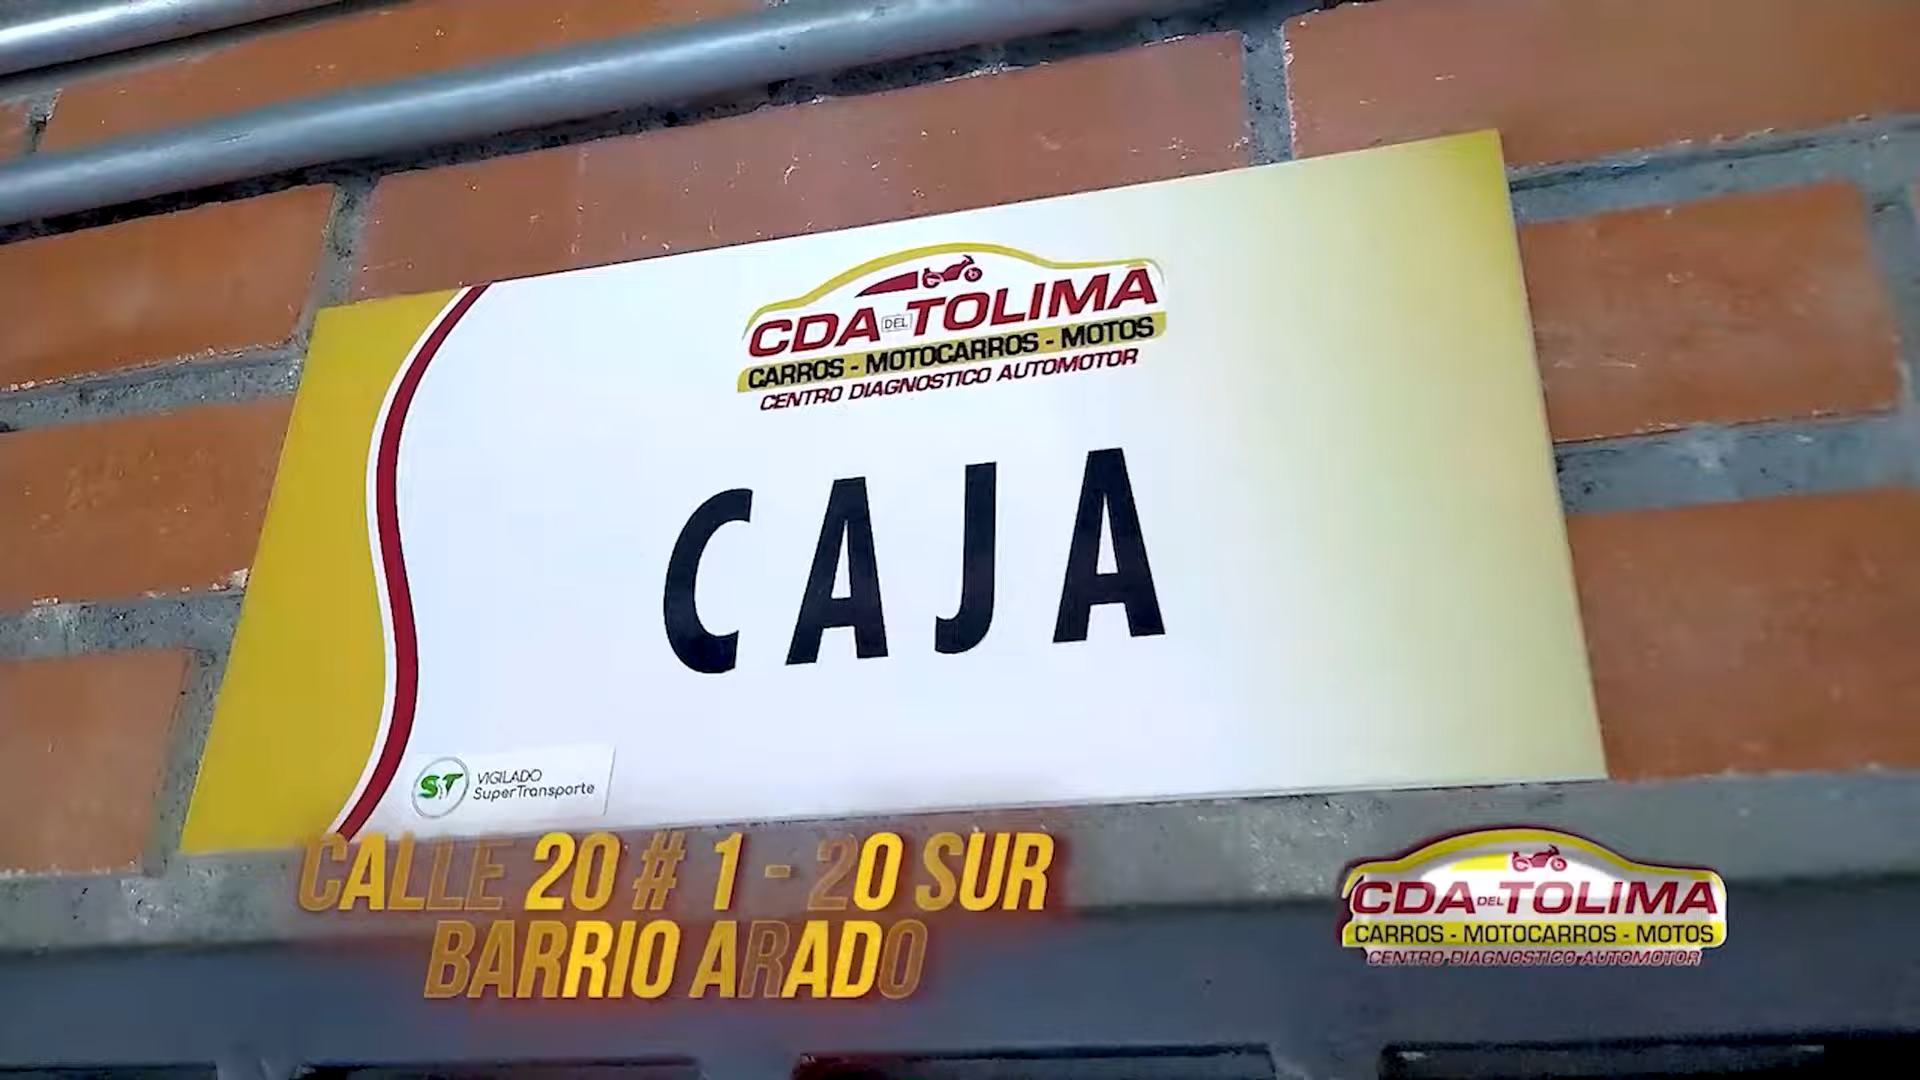 CDA DEL TOLIMA
CARROS - MOTOCARROS - MOTOS
CENTRO DIAGNOSTICO AUTOMOTOR
CAJA
ST
VIGILADO
SuperTransporte
CALLE 20 # 1 - 20 SUR
BARRIO ARADO
CDA DEL TOLIMA
CARROS - MOTOCARROS - MOTOS
CENTRO DIAGNOSTICO AUTOMOTOR